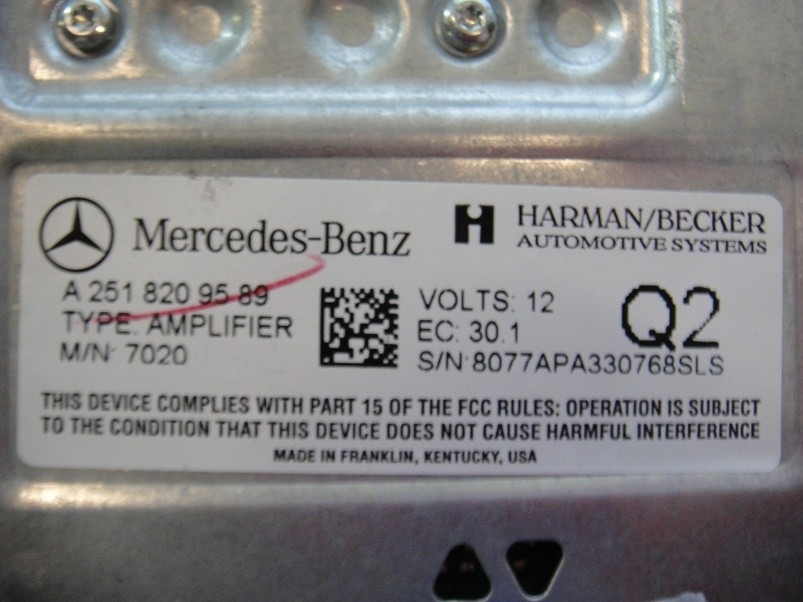 Mercedes-Benz
HARMAN/BECKER
AUTOMOTIVE SYSTEMS
A 251 820 95 89
TYPE: AMPLIFIER
M/N: 7020
VOLTS: 12
EC: 30.1
S/N:8077APA330768SLS
Q2
THIS DEVICE COMPLIES WITH PART 15 OF THE FCC RULES: OPERATION IS SUBJECT
TO THE CONDITION THAT THIS DEVICE DOES NOT CAUSE HARMFUL INTERFERENCE
MADE IN FRANKLIN, KENTUCKY, USA